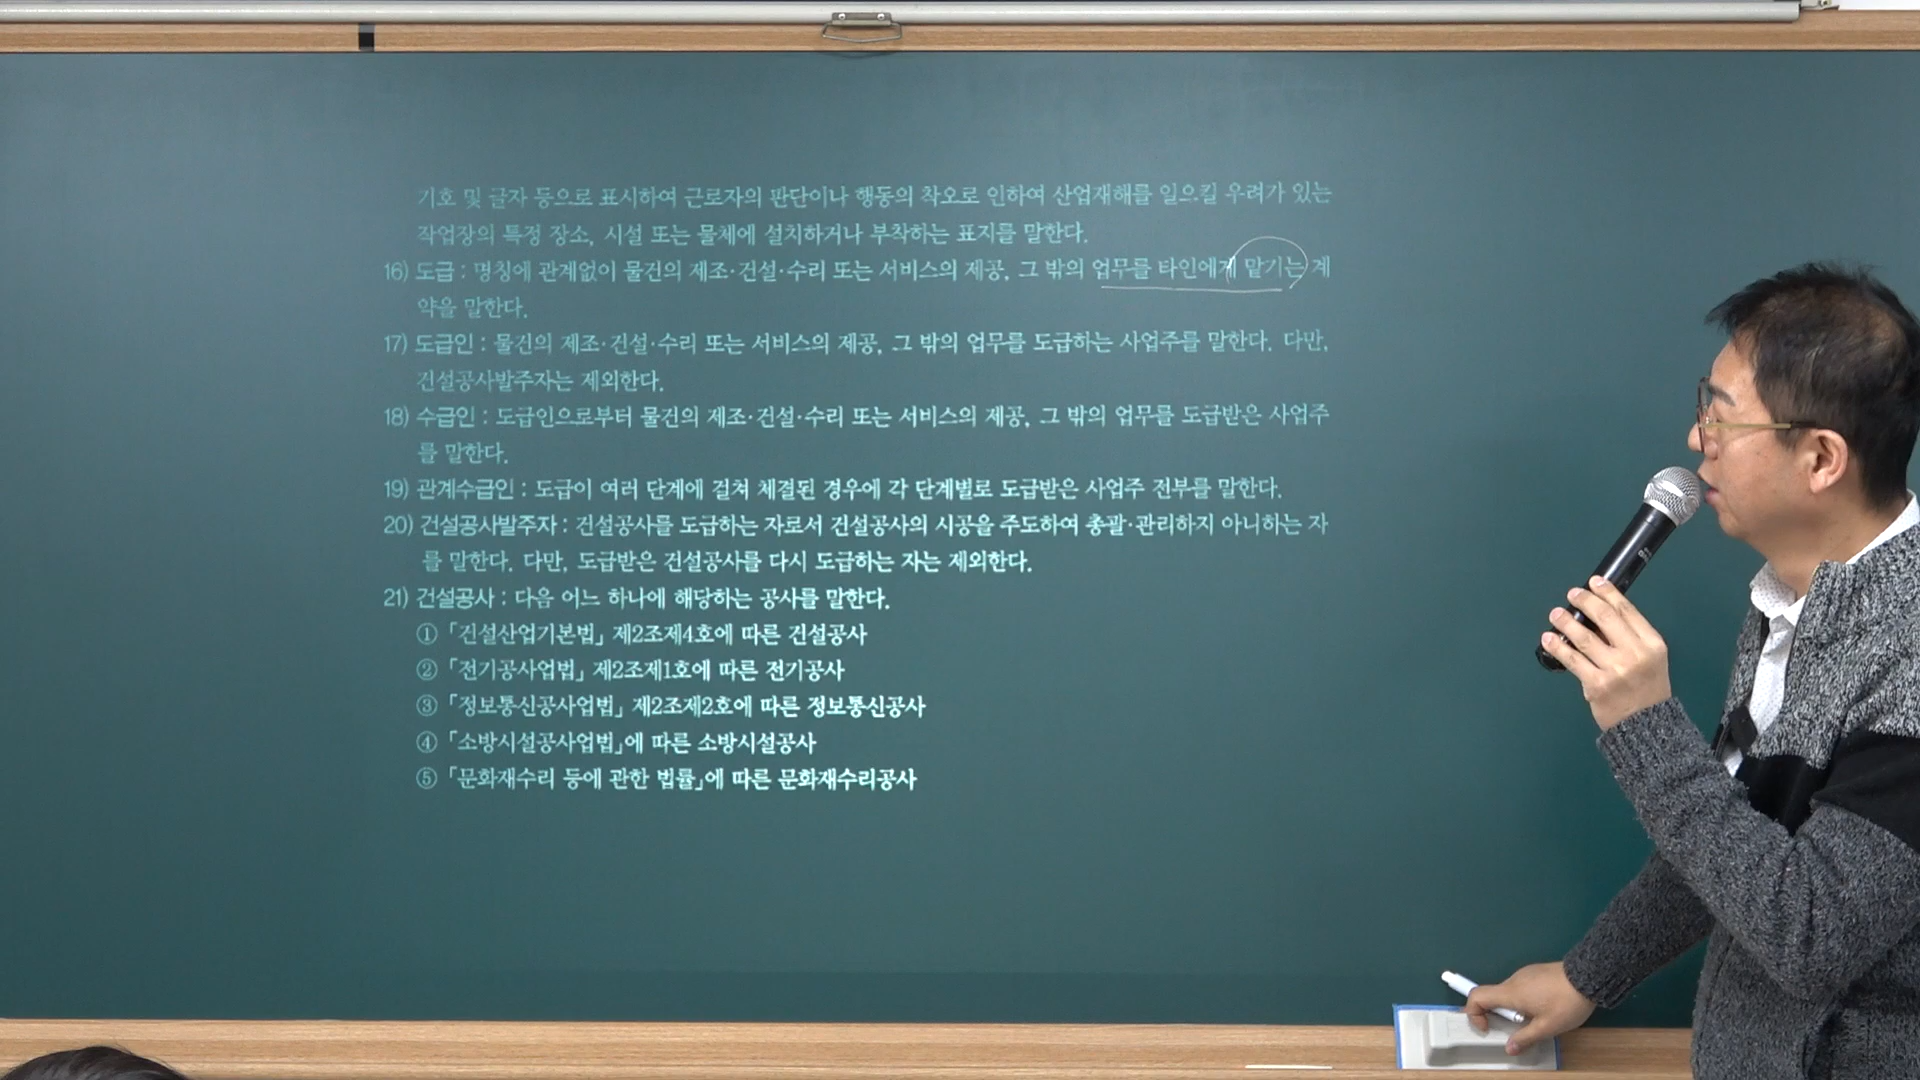 기호 및 글자 등으로 표시하여 근로자의 판단이나 행동의 착오로 인하여 산업재해를 일으킬 우려가 있는
작업장의 특정 장소, 시설 또는 물체에 설치하거나 부착하는 표지를 말한다.
16) 도급 : 명칭에 관계없이 물건의 제조·건설·수리 또는 서비스의 제공, 그 밖의 업무를 타인에게 맡기는 계
약을 말한다.
17) 도급인 : 물건의 제조·건설·수리 또는 서비스의 제공, 그 밖의 업무를 도급하는 사업주를 말한다. 다만,
건설공사발주자는 제외한다.
18) 수급인 : 도급인으로부터 물건의 제조·건설·수리 또는 서비스의 제공, 그 밖의 업무를 도급받은 사업주
를 말한다.
19) 관계수급인 : 도급이 여러 단계에 걸쳐 체결된 경우에 각 단계별로 도급받은 사업주 전부를 말한다.
20) 건설공사발주자 : 건설공사를 도급하는 자로서 건설공사의 시공을 주도하여 총괄·관리하지 아니하는 자
를 말한다. 다만, 도급받은 건설공사를 다시 도급하는 자는 제외한다.
21) 건설공사 : 다음 어느 하나에 해당하는 공사를 말한다.
① 「건설산업기본법」 제2조제4호에 따른 건설공사
② 「전기공사업법」 제2조제1호에 따른 전기공사
③ 「정보통신공사업법」 제2조제2호에 따른 정보통신공사
④ 「소방시설공사업법」에 따른 소방시설공사
⑤ 「문화재수리 등에 관한 법률」에 따른 문화재수리공사